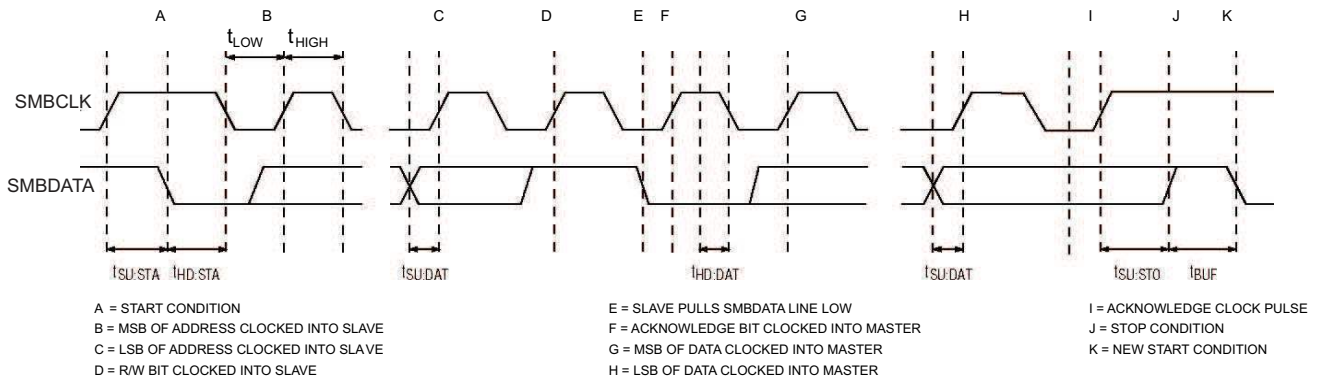 A B C D E F G H I J K
tLOW tHIGH
SMBCLK
SMBDATA
tSU:STA tHD:STA tSU:DAT tHD:DAT tSU:DAT tSU:STO tBUF
A = START CONDITION
B = MSB OF ADDRESS CLOCKED INTO SLAVE
C = LSB OF ADDRESS CLOCKED INTO SLAVE
D = R/W BIT CLOCKED INTO SLAVE
E = SLAVE PULLS SMBDATA LINE LOW
F = ACKNOWLEDGE BIT CLOCKED INTO MASTER
G = MSB OF DATA CLOCKED INTO MASTER
H = LSB OF DATA CLOCKED INTO MASTER
I = ACKNOWLEDGE CLOCK PULSE
J = STOP CONDITION
K = NEW START CONDITION